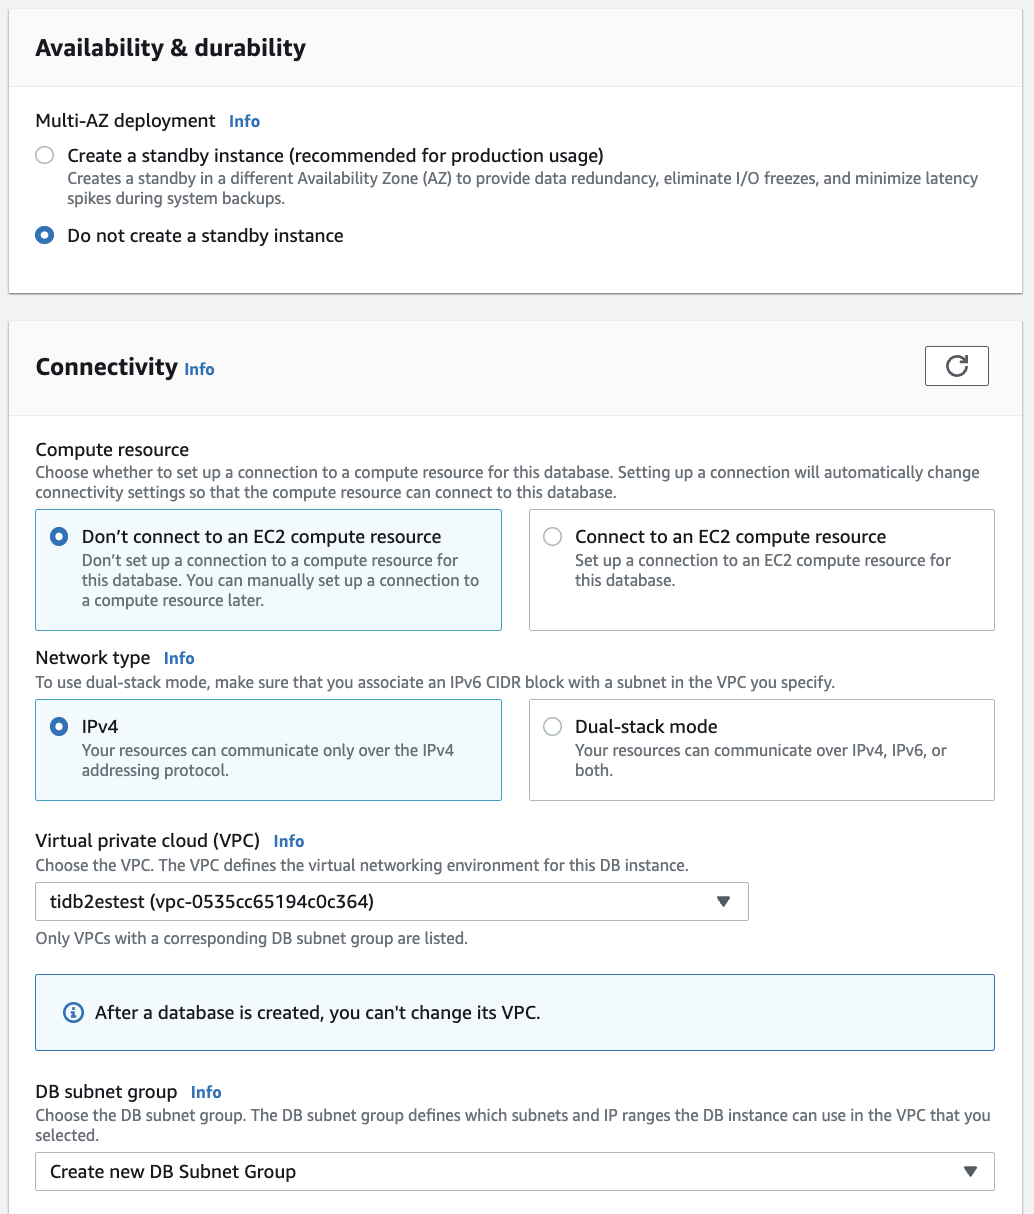 Availability & durability
Multi-AZ deployment Info
Create a standby instance (recommended for production usage)
Creates a standby in a different Availability Zone (AZ) to provide data redundancy, eliminate I/O freezes, and minimize latency
spikes during system backups.
Do not create a standby instance
Connectivity Info
Compute resource
Choose whether to set up a connection to a compute resource for this database. Setting up a connection will automatically change
connectivity settings so that the compute resource can connect to this database.
Don’t connect to an EC2 compute resource
Don’t set up a connection to a compute resource for
this database. You can manually set up a connection to
a compute resource later.
Connect to an EC2 compute resource
Set up a connection to an EC2 compute resource for
this database.
Network type Info
To use dual-stack mode, make sure that you associate an IPv6 CIDR block with a subnet in the VPC you specify.
IPv4
Your resources can communicate only over the IPv4
addressing protocol.
Dual-stack mode
Your resources can communicate over IPv4, IPv6, or
both.
Virtual private cloud (VPC) Info
Choose the VPC. The VPC defines the virtual networking environment for this DB instance.
tidb2estest (vpc-0535cc65194c0c364)
Only VPCs with a corresponding DB subnet group are listed.
After a database is created, you can't change its VPC.
DB subnet group Info
Choose the DB subnet group. The DB subnet group defines which subnets and IP ranges the DB instance can use in the VPC that you
selected.
Create new DB Subnet Group